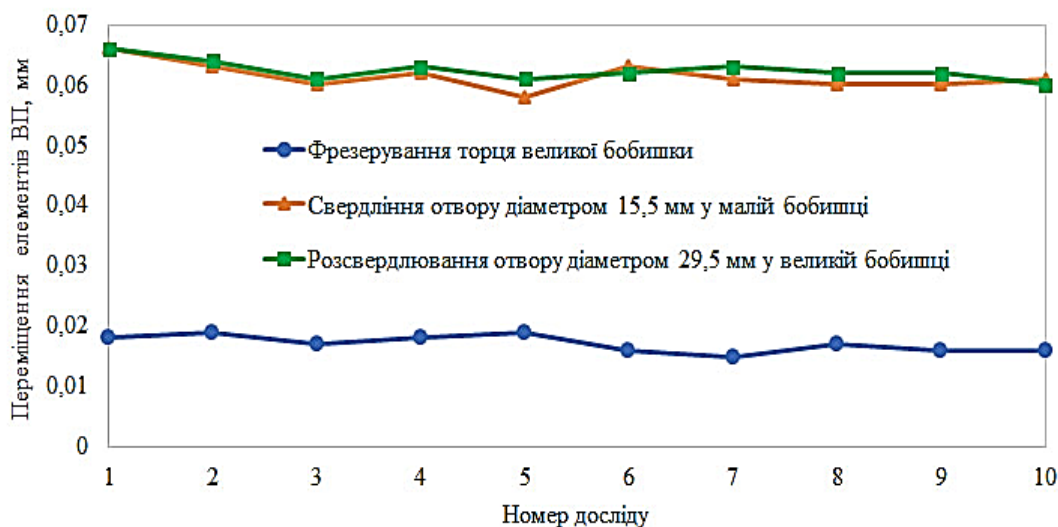 Переміщення елементів ВП, мм
0,07
0,06
0,05
0,04
0,03
0,02
0,01
0
Фрезерування торця великої бобишки
Свердління отвору діаметром 15,5 мм у малій бобишці
Розсвердлювання отвору діаметром 29,5 мм у великій бобишці
1 2 3 4 5 6 7 8 9 10
Номер досліду